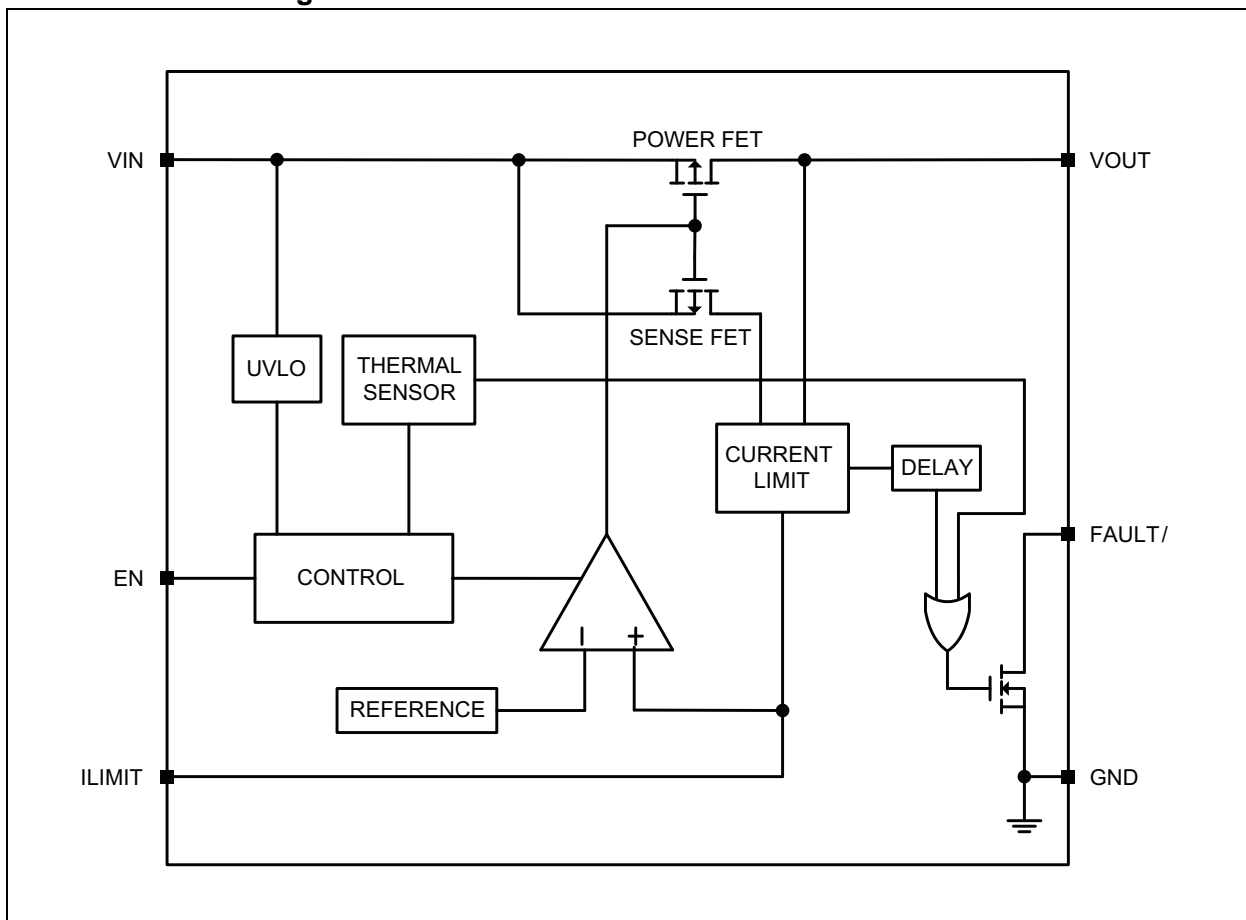 POWER FET
VIN
VOUT
SENSE FET
UVLO
THERMAL
SENSOR
CURRENT
LIMIT
DELAY
FAULT/
EN
CONTROL
REFERENCE
ILIMIT
GND